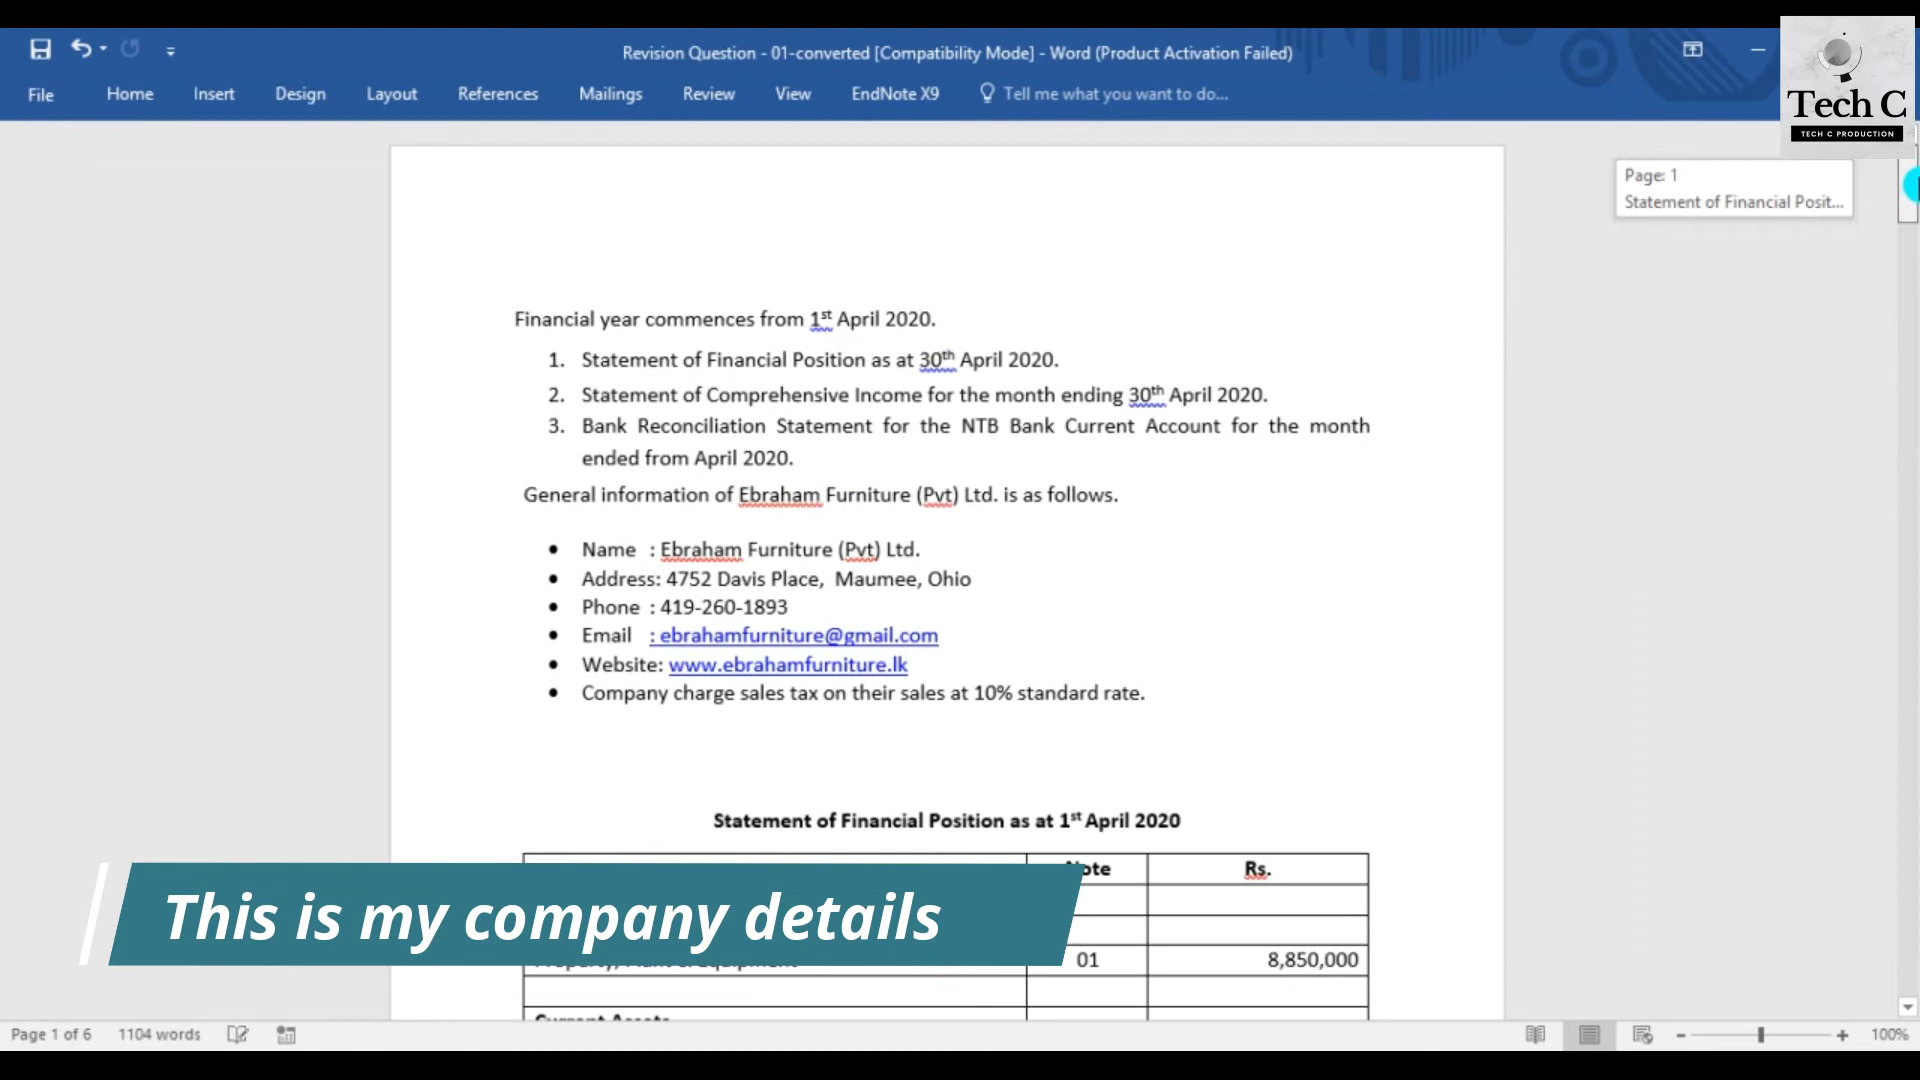 Revision Question - 01-converted [Compatibility Mode] - Word (Product Activation Failed)
File Home Insert Design Layout References Mailings Review View EndNote X9 Tell me what you want to do...
Tech C
TECH C PRODUCTION
Page: 1
Statement of Financial Posit...
Financial year commences from 1st April 2020.
1. Statement of Financial Position as at 30th April 2020.
2. Statement of Comprehensive Income for the month ending 30th April 2020.
3. Bank Reconciliation Statement for the NTB Bank Current Account for the month
ended from April 2020.
General information of Ebraham Furniture (Pvt) Ltd. is as follows.
• Name : Ebraham Furniture (Pvt) Ltd.
• Address: 4752 Davis Place, Maumee, Ohio
• Phone : 419-260-1893
• Email : ebrahamfurniture@gmail.com
• Website: www.ebrahamfurniture.lk
• Company charge sales tax on their sales at 10% standard rate.
Statement of Financial Position as at 1st April 2020
Note Rs.
This is my company details
01 8,850,000
Current Assets
Page 1 of 6 1104 words 100%